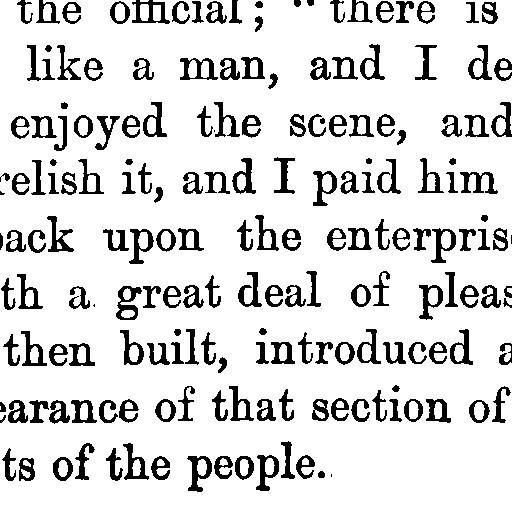 the official; "there is
like a man, and I de
enjoyed the scene, and
relish it, and I paid him
back upon the enterpris
th a great deal of pleas
then built, introduced a
earance of that section of
ts of the people.